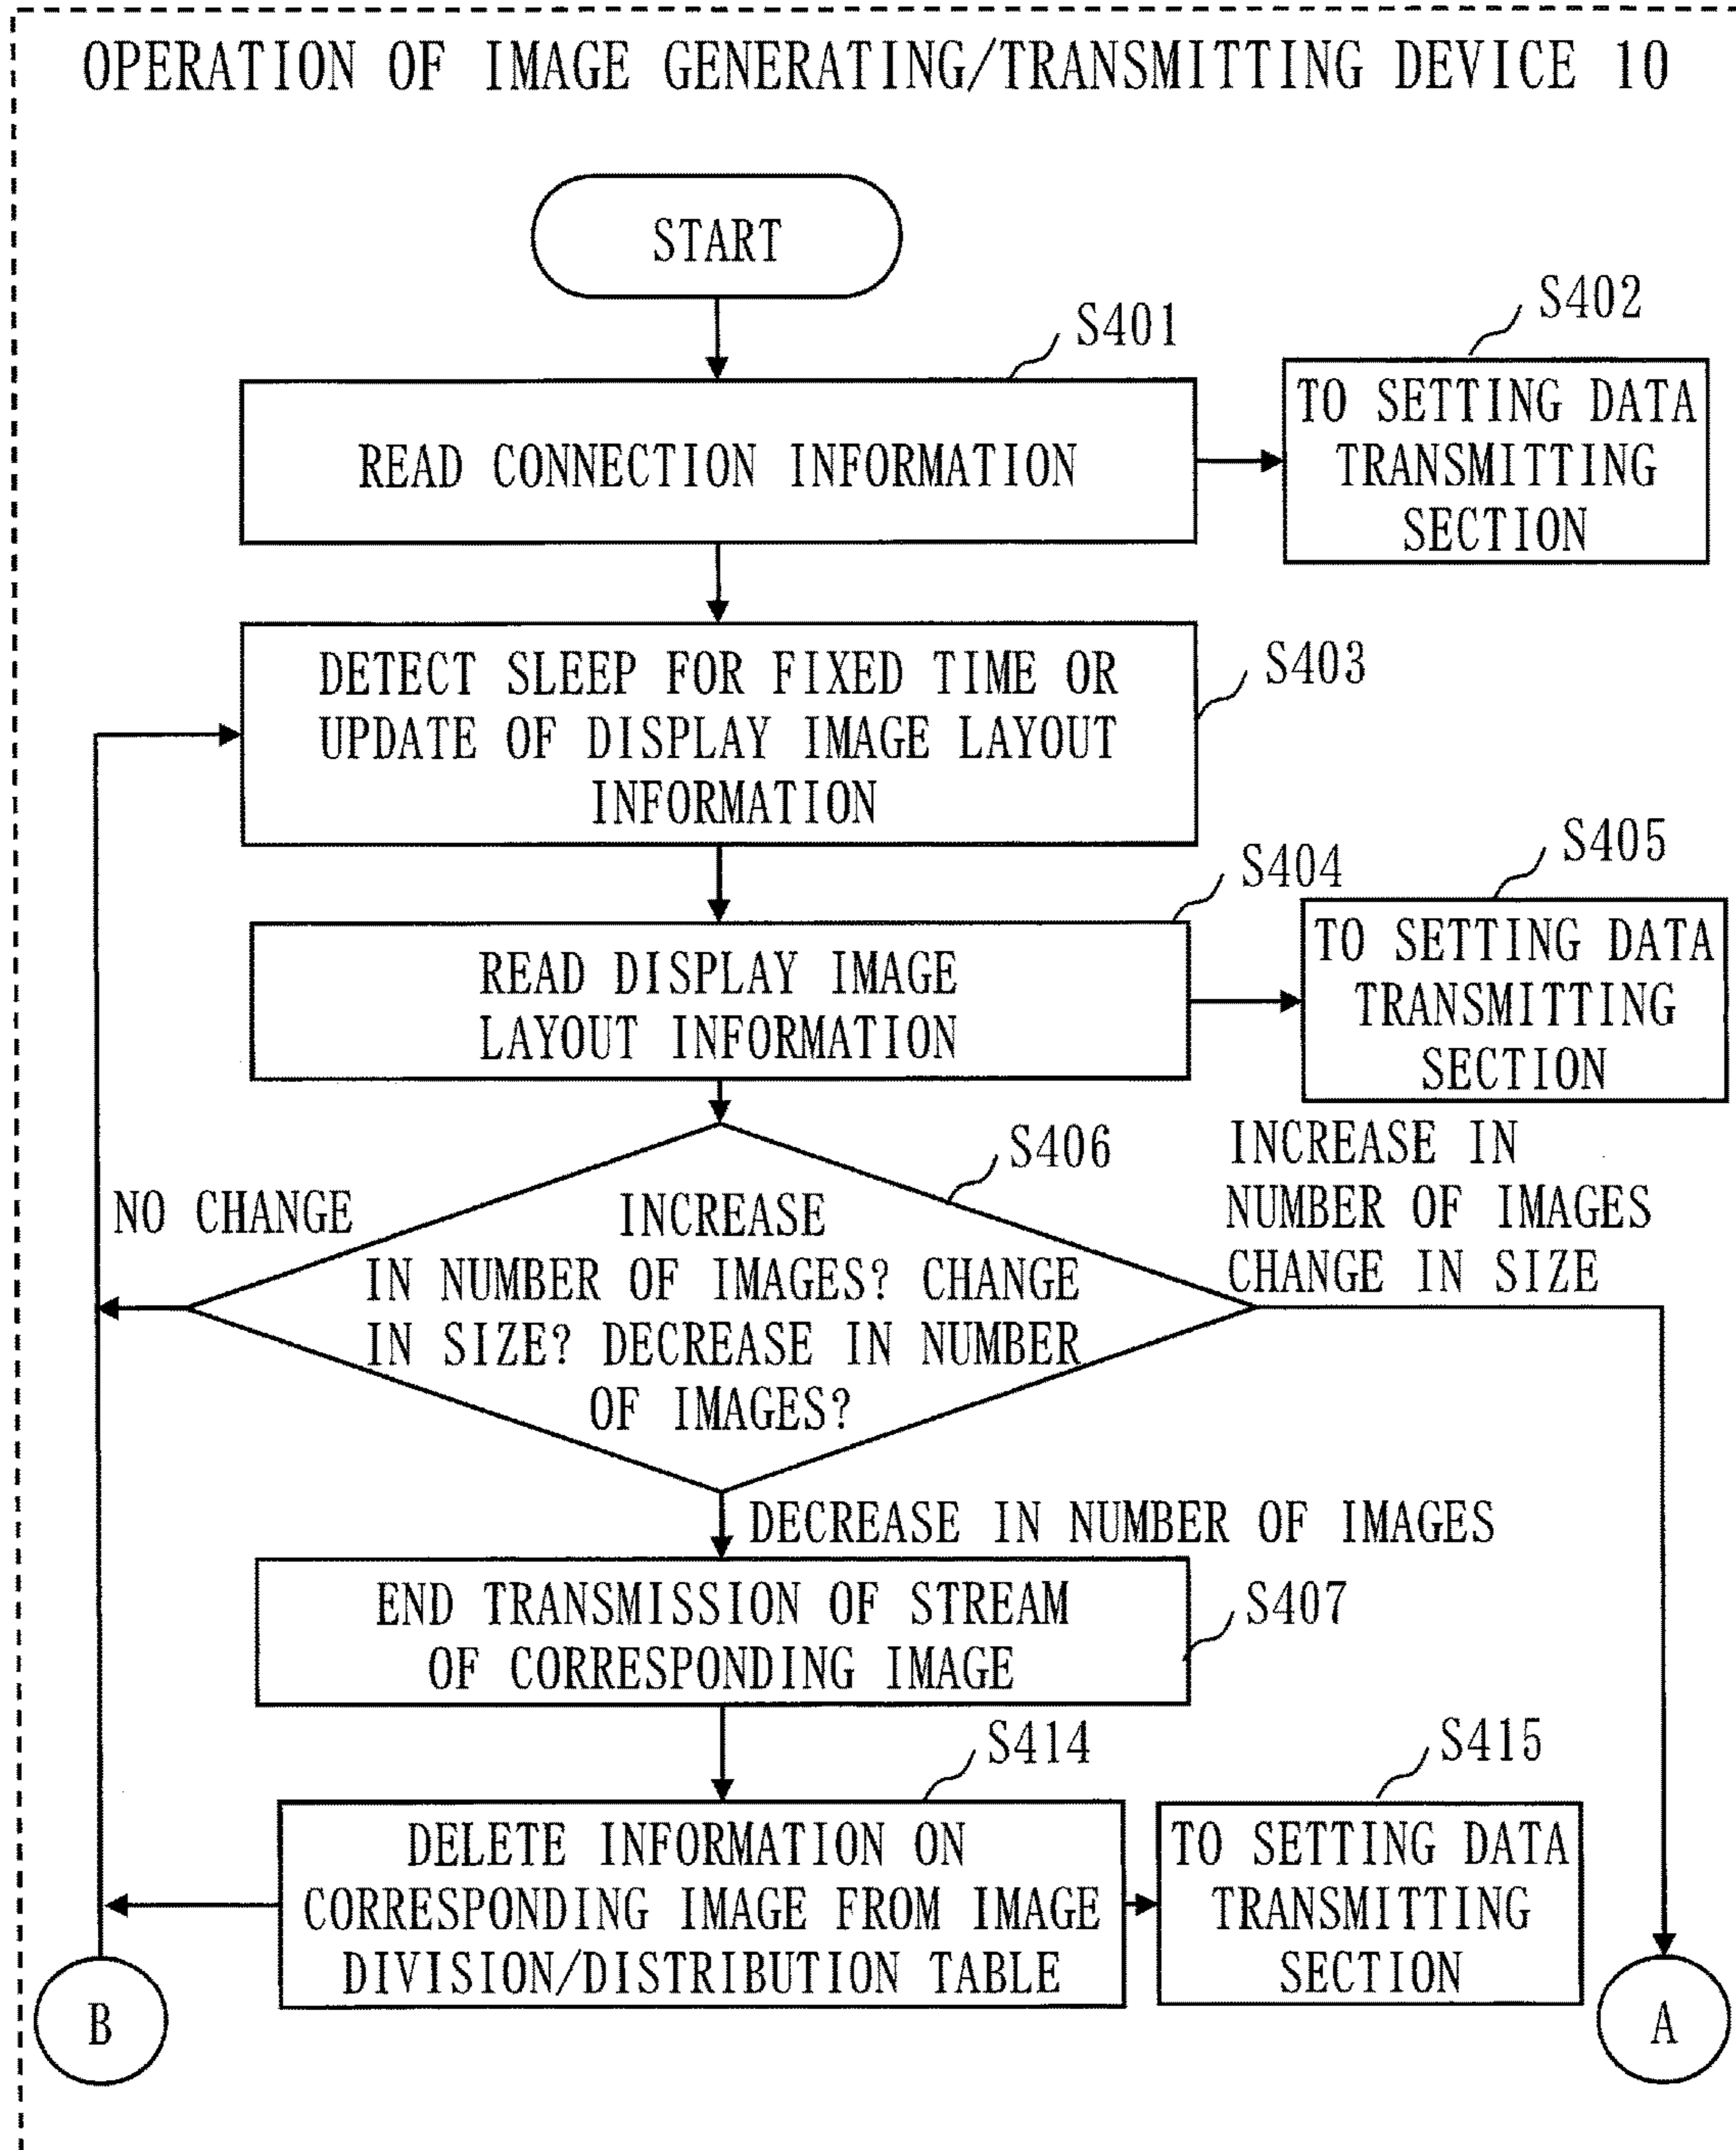 OPERATION OF IMAGE GENERATING/TRANSMITTING DEVICE 10
START
S401
S402
READ CONNECTION INFORMATION
TO SETTING DATA
TRANSMITTING
SECTION
S403
DETECT SLEEP FOR FIXED TIME OR
UPDATE OF DISPLAY IMAGE LAYOUT
INFORMATION
S404
S405
READ DISPLAY IMAGE
LAYOUT INFORMATION
TO SETTING DATA
TRANSMITTING
SECTION
S406
NO CHANGE
INCREASE
IN NUMBER OF IMAGES? CHANGE
IN SIZE? DECREASE IN NUMBER
OF IMAGES?
INCREASE IN
NUMBER OF IMAGES
CHANGE IN SIZE
DECREASE IN NUMBER OF IMAGES
END TRANSMISSION OF STREAM
OF CORRESPONDING IMAGE
S407
S414
S415
DELETE INFORMATION ON
CORRESPONDING IMAGE FROM IMAGE
DIVISION/DISTRIBUTION TABLE
TO SETTING DATA
TRANSMITTING
SECTION
B
A